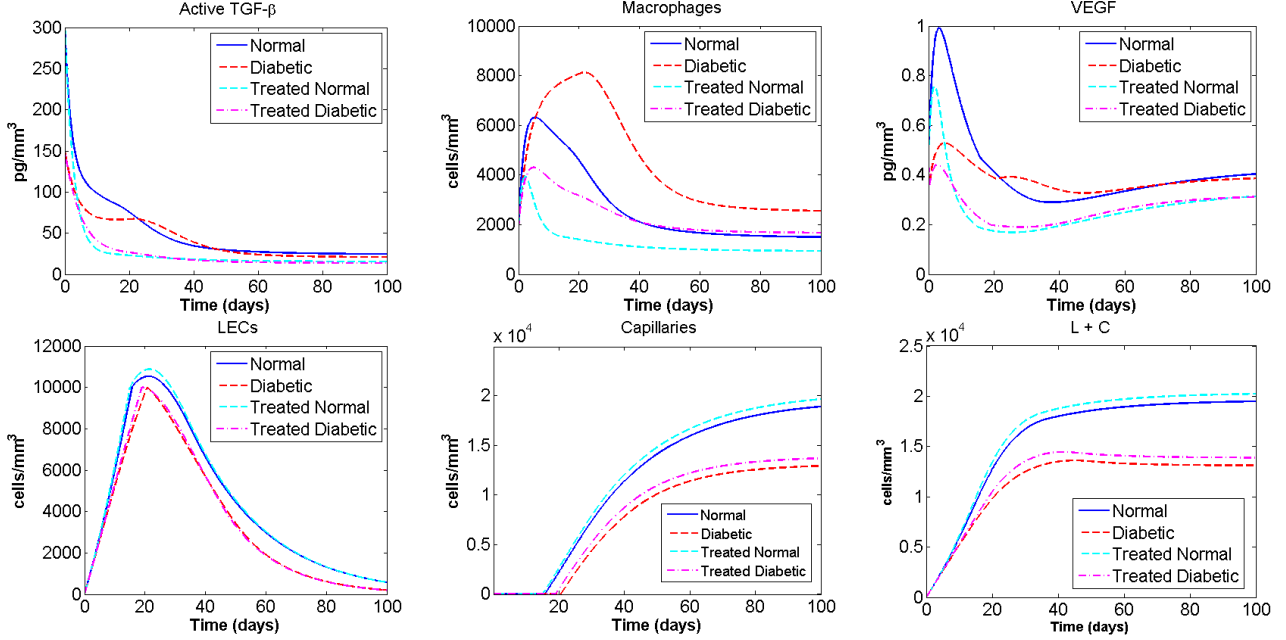 Active TGF-β
300
250
200
150
100
50
0
pg/mm³
0 20 40 60 80 100
Time (days)
Normal
Diabetic
Treated Normal
Treated Diabetic
Macrophages
10000
8000
6000
4000
2000
0
cells/mm³
0 20 40 60 80 100
Time (days)
Normal
Diabetic
Treated Normal
Treated Diabetic
VEGF
1
0.8
0.6
0.4
0.2
0
pg/mm³
0 20 40 60 80 100
Time (days)
Normal
Diabetic
Treated Normal
Treated Diabetic
LECs
12000
10000
8000
6000
4000
2000
0
cells/mm³
0 20 40 60 80 100
Time (days)
Normal
Diabetic
Treated Normal
Treated Diabetic
Capillaries
x 10⁴
2
1.5
1
0.5
0
cells/mm³
20 40 60 80 100
Time (days)
Normal
Diabetic
Treated Normal
Treated Diabetic
L + C
x 10⁴
2.5
2
1.5
1
0.5
0
cells/mm³
0 20 40 60 80 100
Time (days)
Normal
Diabetic
Treated Normal
Treated Diabetic